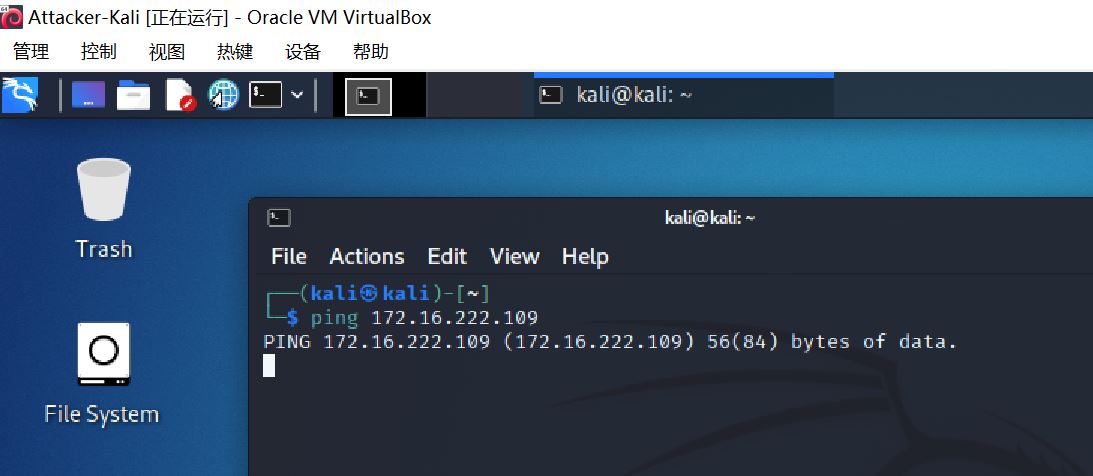 Attacker-Kali [正在运行] - Oracle VM VirtualBox
管理 控制 视图 热键 设备 帮助
kali@kali: ~
Trash
File System
kali@kali: ~
File Actions Edit View Help
┌──(kali㉿kali)-[~]
└─$ ping 172.16.222.109
PING 172.16.222.109 (172.16.222.109) 56(84) bytes of data.